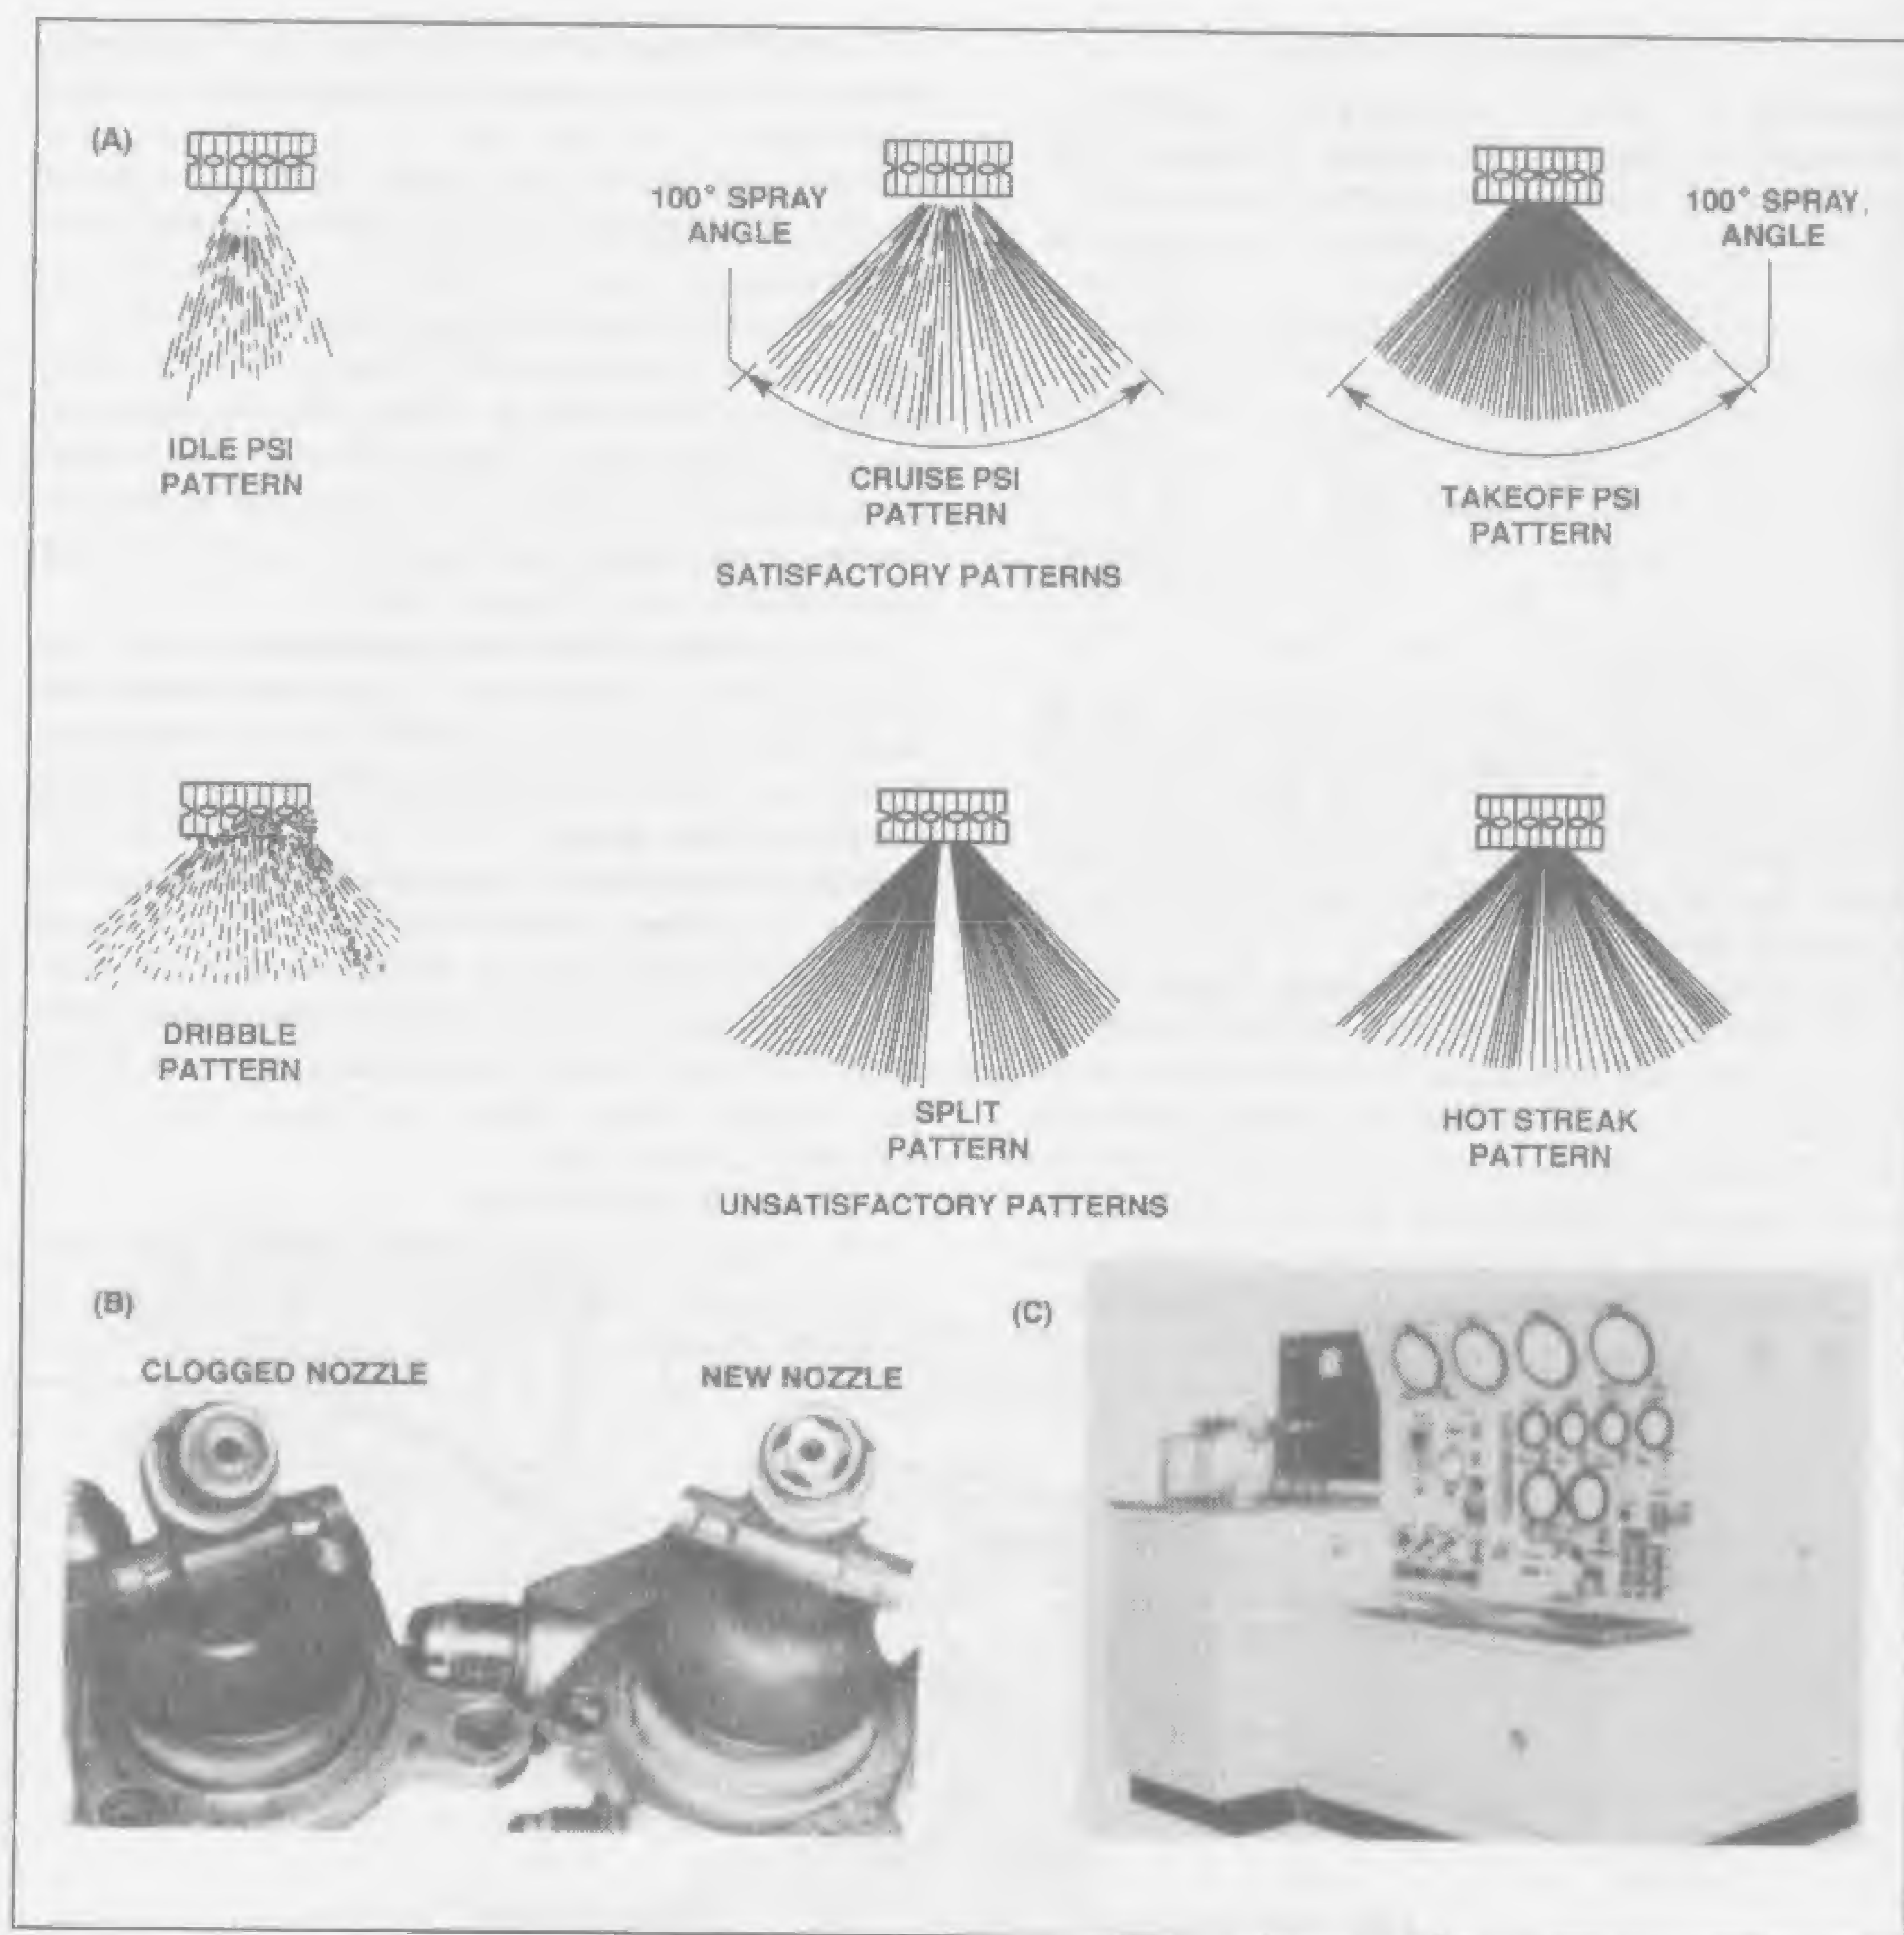 (A)
100° SPRAY
ANGLE
100° SPRAY
ANGLE
IDLE PSI
PATTERN
CRUISE PSI
PATTERN
TAKEOFF PSI
PATTERN
SATISFACTORY PATTERNS
DRIBBLE
PATTERN
SPLIT
PATTERN
HOT STREAK
PATTERN
UNSATISFACTORY PATTERNS
(B)
CLOGGED NOZZLE
NEW NOZZLE
(C)